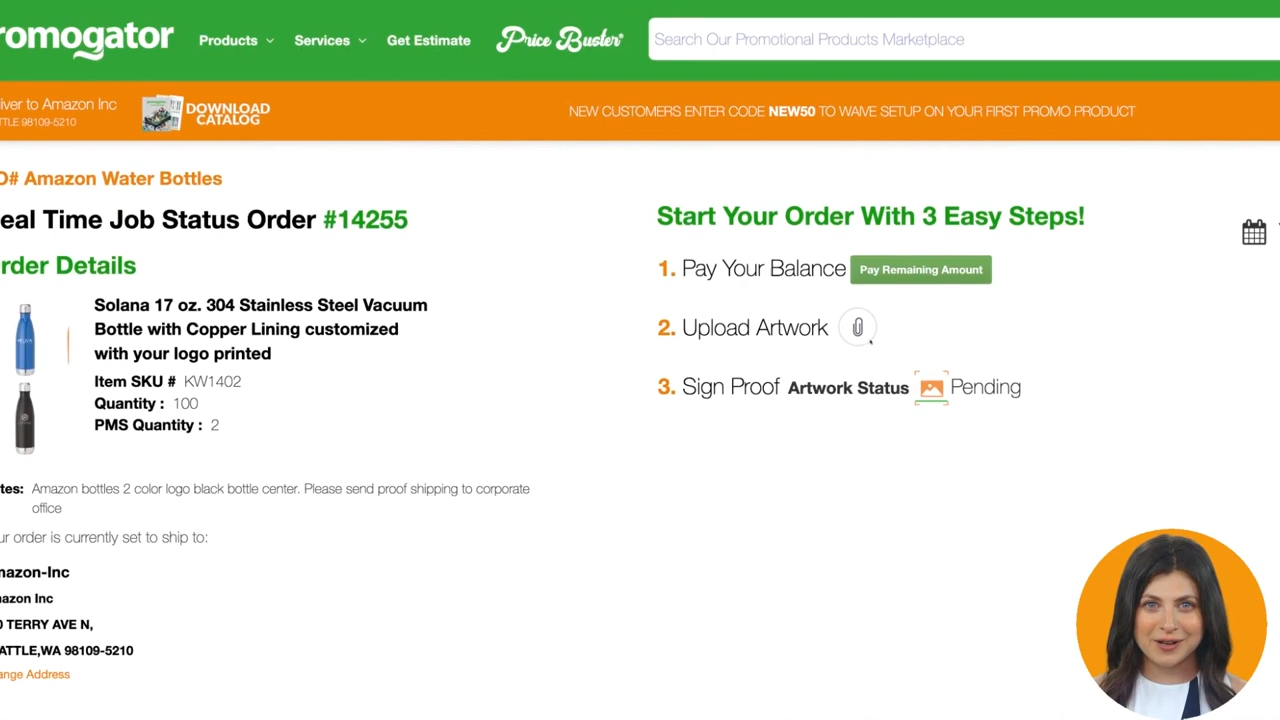 romogator
Products
Services
Get Estimate
Price Buster
Search Our Promotional Products Marketplace
iver to Amazon Inc
TTLE 98109-5210
DOWNLOAD
CATALOG
NEW CUSTOMERS ENTER CODE NEW50 TO WAIVE SETUP ON YOUR FIRST PROMO PRODUCT
O# Amazon Water Bottles
eal Time Job Status Order #14255
rder Details
Solana 17 oz. 304 Stainless Steel Vacuum
Bottle with Copper Lining customized
with your logo printed
Item SKU # KW1402
Quantity : 100
PMS Quantity : 2
tes: Amazon bottles 2 color logo black bottle center. Please send proof shipping to corporate
office
ur order is currently set to ship to:
mazon-Inc
mazon Inc
0 TERRY AVE N,
EATTLE,WA 98109-5210
ange Address
Start Your Order With 3 Easy Steps!
1. Pay Your Balance Pay Remaining Amount
2. Upload Artwork
3. Sign Proof Artwork Status Pending